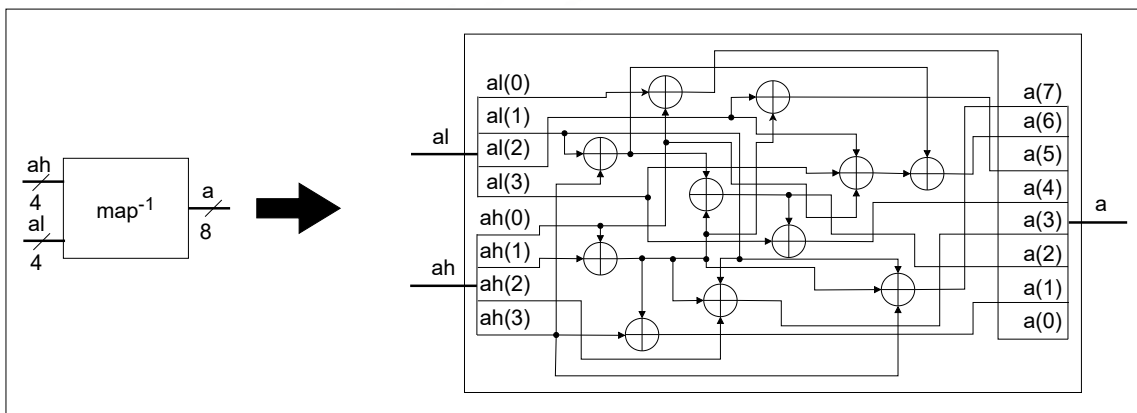 ah
4
al
4
map-1
a
8
al
al(0)
al(1)
al(2)
al(3)
ah
ah(0)
ah(1)
ah(2)
ah(3)
a(7)
a(6)
a(5)
a(4)
a(3)
a(2)
a(1)
a(0)
a